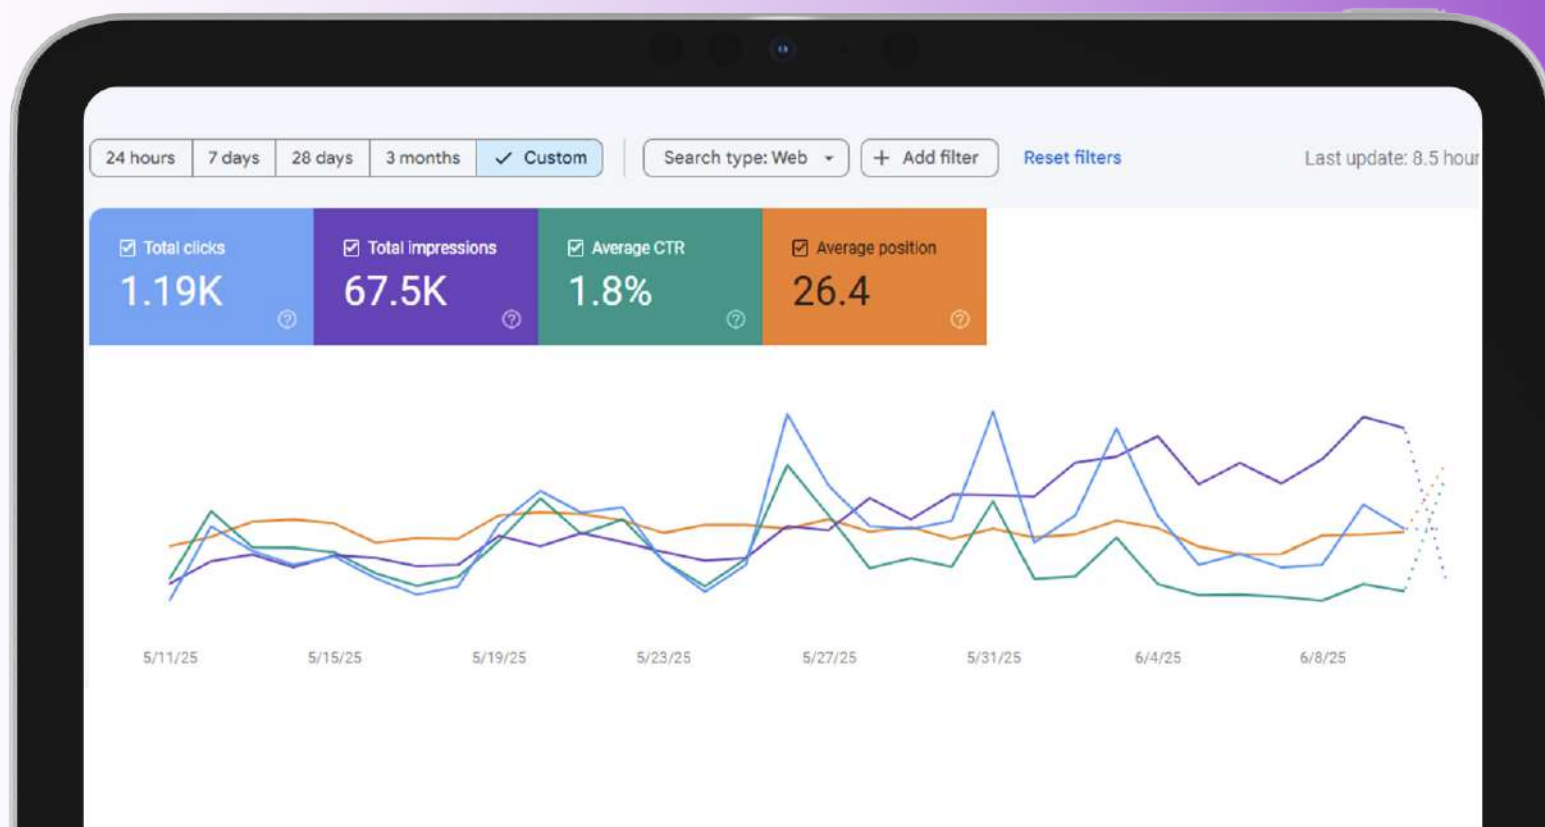 24 hours 7 days 28 days 3 months Custom Search type: Web Add filter Reset filters Last update: 8.5 hour
Total clicks Total impressions Average CTR Average position
1.19K 67.5K 1.8% 26.4
5/11/25 5/15/25 5/19/25 5/23/25 5/27/25 5/31/25 6/4/25 6/8/25